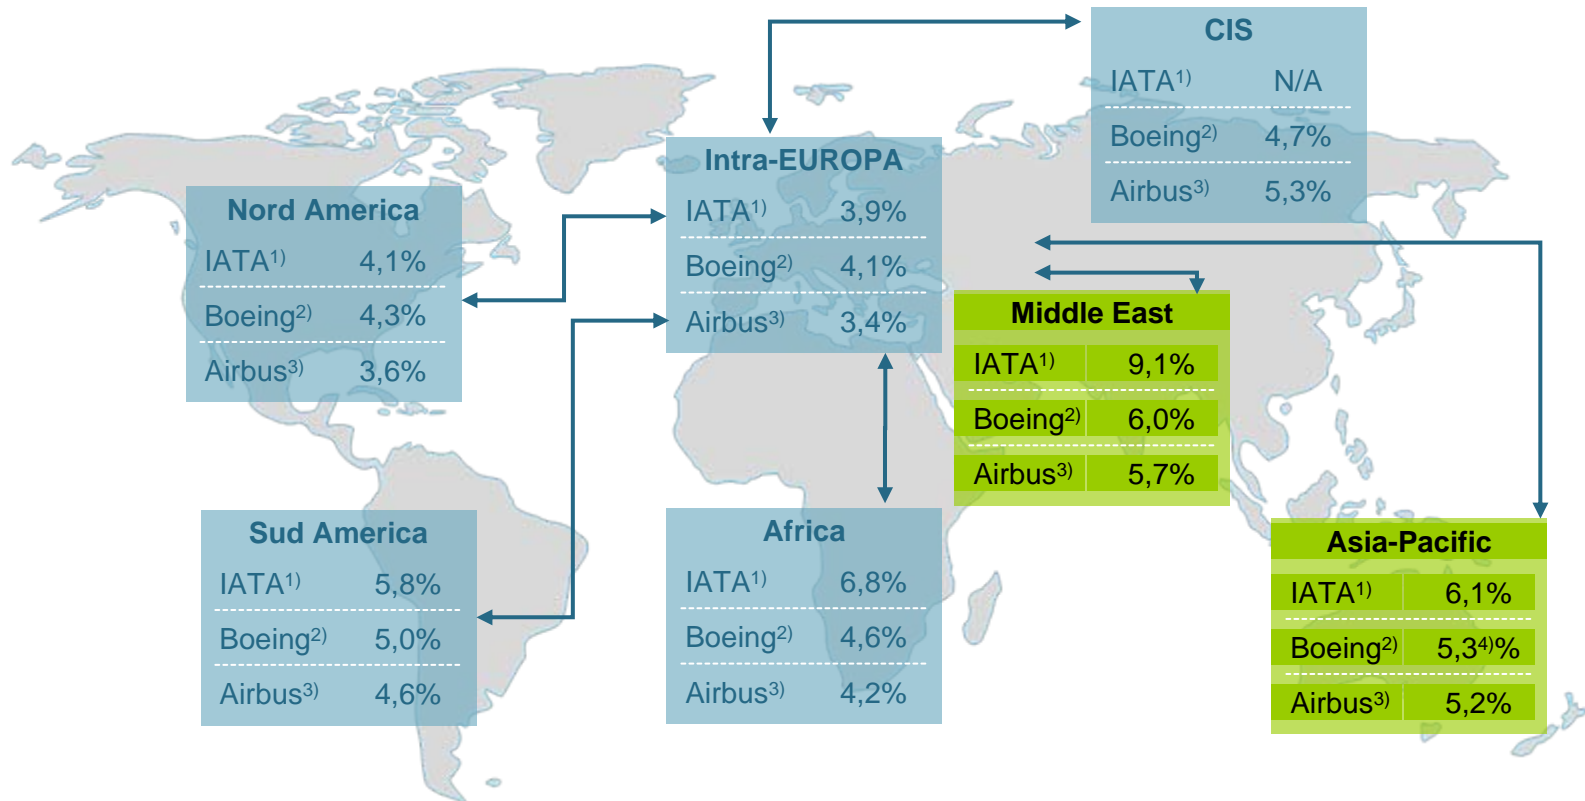 CIS
IATA1) N/A
Boeing2) 4,7%
Airbus3) 5,3%
Intra-EUROPA
IATA1) 3,9%
Boeing2) 4,1%
Airbus3) 3,4%
Nord America
IATA1) 4,1%
Boeing2) 4,3%
Airbus3) 3,6%
Middle East
IATA1) 9,1%
Boeing2) 6,0%
Airbus3) 5,7%
Sud America
IATA1) 5,8%
Boeing2) 5,0%
Airbus3) 4,6%
Africa
IATA1) 6,8%
Boeing2) 4,6%
Airbus3) 4,2%
Asia-Pacific
IATA1) 6,1%
Boeing2) 5,34)%
Airbus3) 5,2%